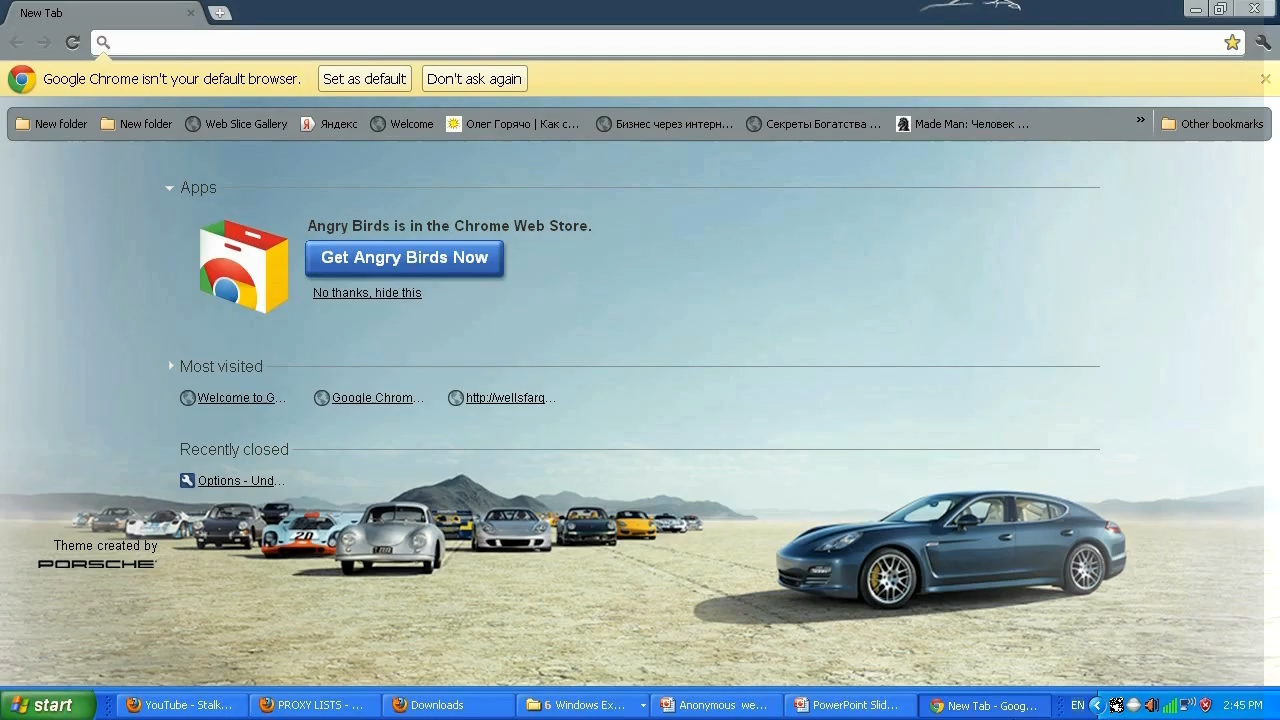 New Tab
Google Chrome isn't your default browser. Set as default Don't ask again
New folder New folder Web Slice Gallery Яндекс Welcome Олег Горячо | Как с... Бизнес через интерн... Секреты Богатства ... Made Man: Человек ... » Other bookmarks
Apps
Angry Birds is in the Chrome Web Store.
Get Angry Birds Now
No thanks, hide this
Most visited
Welcome to G... Google Chrom... http://wellsfarg...
Recently closed
Options - Und...
20
Theme created by
PORSCHE
start YouTube - Stalk... PROXY LISTS - ... Downloads 6 Windows Ex... Anonymous we... PowerPoint Slid... New Tab - Goog... EN 2:45 PM